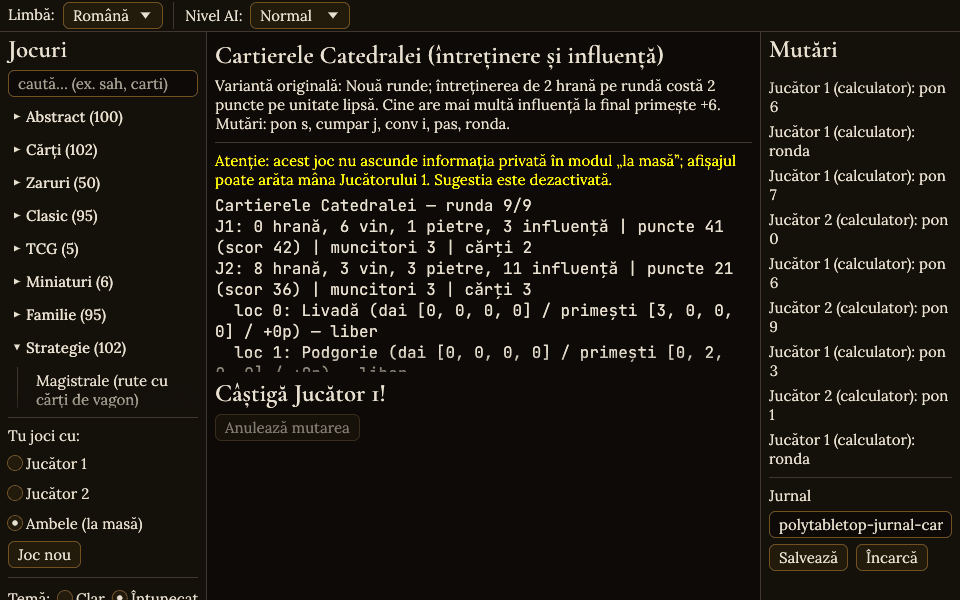 Limbă: Română ▼ Nivel AI: Normal ▼
Jocuri
caută... (ex. sah, carti)
▸ Abstract (100)
▸ Cărți (102)
▸ Zaruri (50)
▸ Clasic (95)
▸ TCG (5)
▸ Miniaturi (6)
▸ Familie (95)
▾ Strategie (102)
Magistrale (rute cu
cărți de vagon)
Tu joci cu:
Jucător 1
Jucător 2
Ambele (la masă)
Joc nou
Temă: Clar Întunecat
Cartierele Catedralei (întreținere și influență)
Variantă originală: Nouă runde; întreținerea de 2 hrană pe rundă costă 2
puncte pe unitate lipsă. Cine are mai multă influență la final primește +6.
Mutări: pon s, cumpar j, conv i, pas, ronda.
Atenție: acest joc nu ascunde informația privată în modul „la masă”; afișajul
poate arăta mâna Jucătorului 1. Sugestia este dezactivată.
Cartierele Catedralei — runda 9/9
J1: 0 hrană, 6 vin, 1 pietre, 3 influență | puncte 41
(scor 42) | muncitori 3 | cărți 2
J2: 8 hrană, 3 vin, 3 pietre, 11 influență | puncte 21
(scor 36) | muncitori 3 | cărți 3
loc 0: Livadă (dai [0, 0, 0, 0] / primești [3, 0, 0,
0] / +0p) — liber
loc 1: Podgorie (dai [0, 0, 0, 0] / primești [0, 2,
0, 0] / +0p) — liber
Câștigă Jucător 1!
Anulează mutarea
Mutări
Jucător 1 (calculator): pon
6
Jucător 1 (calculator):
ronda
Jucător 1 (calculator): pon
7
Jucător 2 (calculator): pon
0
Jucător 1 (calculator): pon
6
Jucător 2 (calculator): pon
9
Jucător 1 (calculator): pon
3
Jucător 2 (calculator): pon
1
Jucător 1 (calculator):
ronda
Jurnal
polytabletop-jurnal-car
Salvează Încarcă